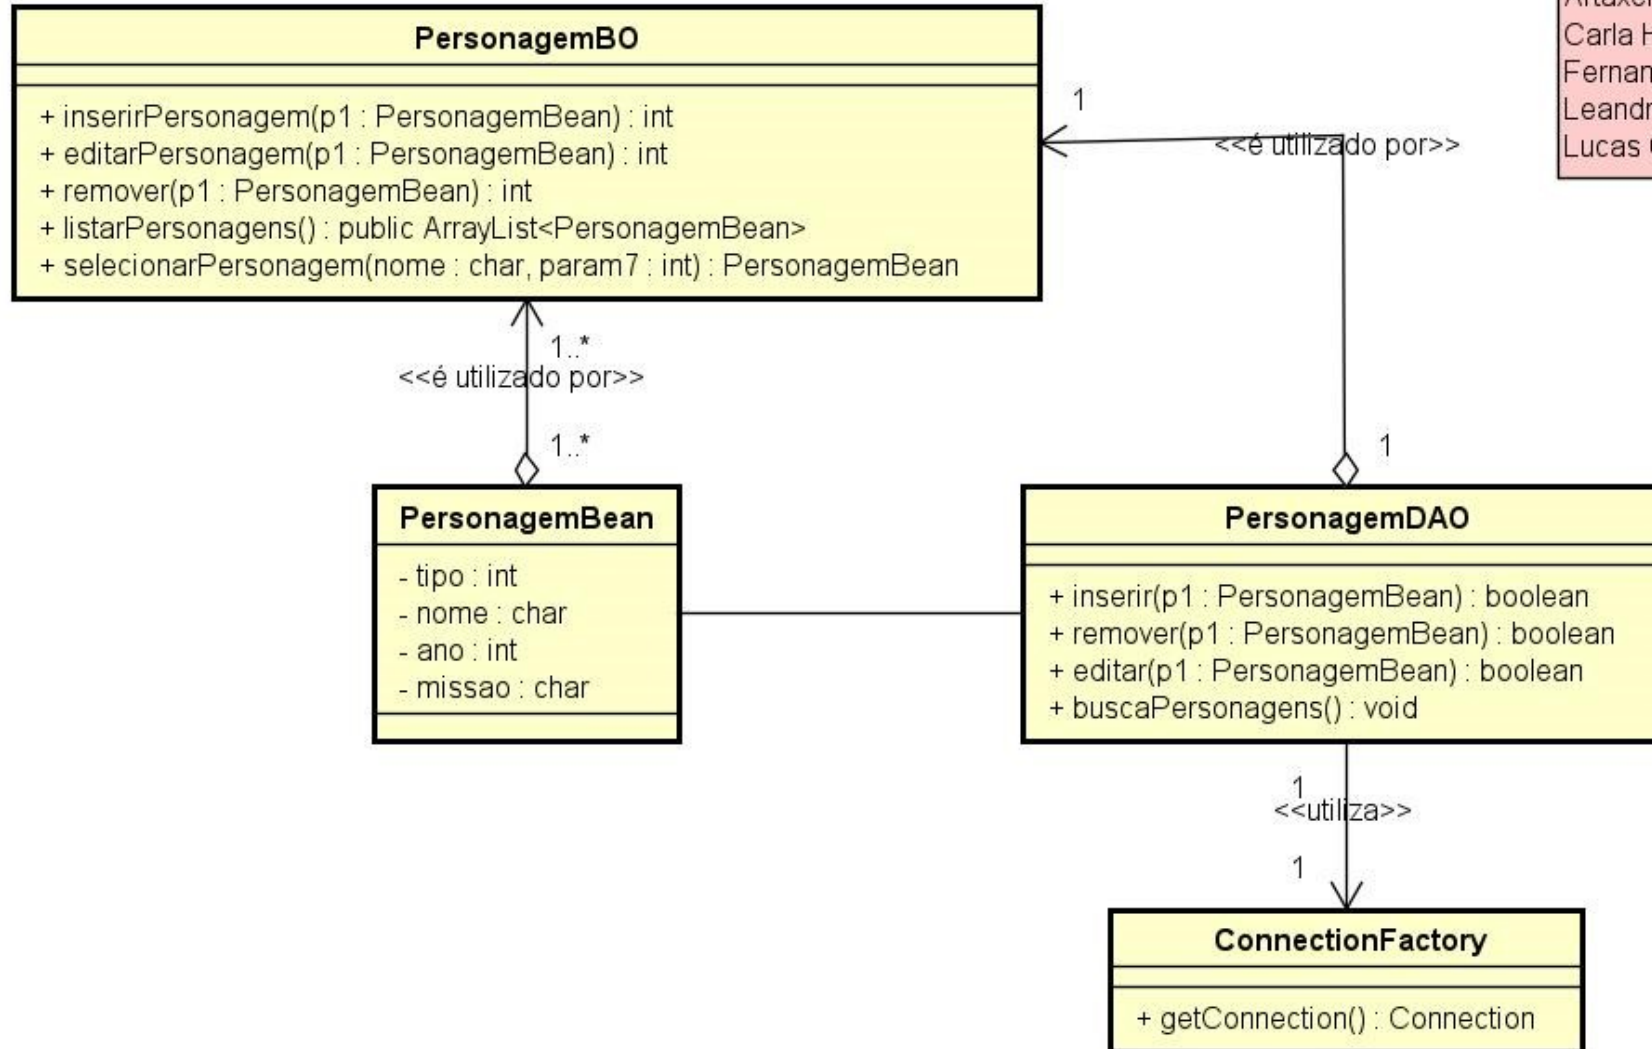 PersonagemBO
+ inserirPersonagem(p1 : PersonagemBean) : int
+ editarPersonagem(p1 : PersonagemBean) : int
+ remover(p1 : PersonagemBean) : int
+ listarPersonagens() : public ArrayList<PersonagemBean>
+ selecionarPersonagem(nome : char, param7 : int) : PersonagemBean
1
<<é utilizado por>>
Carla
Lucas
1..*
<<é utilizado por>>
1..*
1
PersonagemBean
- tipo : int
- nome : char
- ano : int
- missao : char
PersonagemDAO
+ inserir(p1 : PersonagemBean) : boolean
+ remover(p1 : PersonagemBean) : boolean
+ editar(p1 : PersonagemBean) : boolean
+ buscaPersonagens() : void
1
<<utiliza>>
1
ConnectionFactory
+ getConnection() : Connection